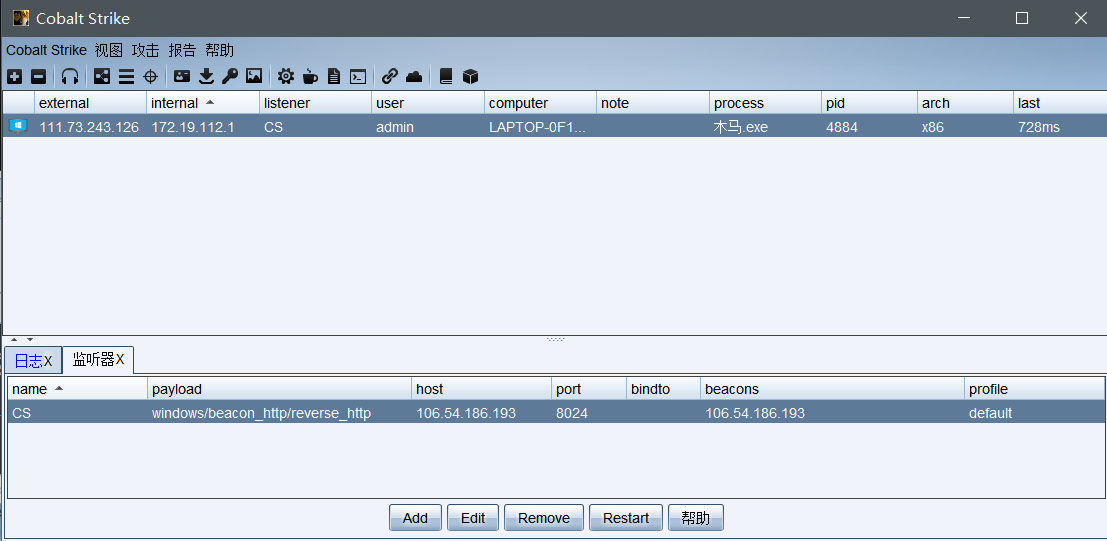 Cobalt Strike
Cobalt Strike 视图 攻击 报告 帮助
external internal listener user computer note process pid arch last
111.73.243.126 172.19.112.1 CS admin LAPTOP-0F1... 木马.exe 4884 x86 728ms
日志X 监听器X
name payload host port bindto beacons profile
CS windows/beacon_http/reverse_http 106.54.186.193 8024 106.54.186.193 default
Add Edit Remove Restart 帮助